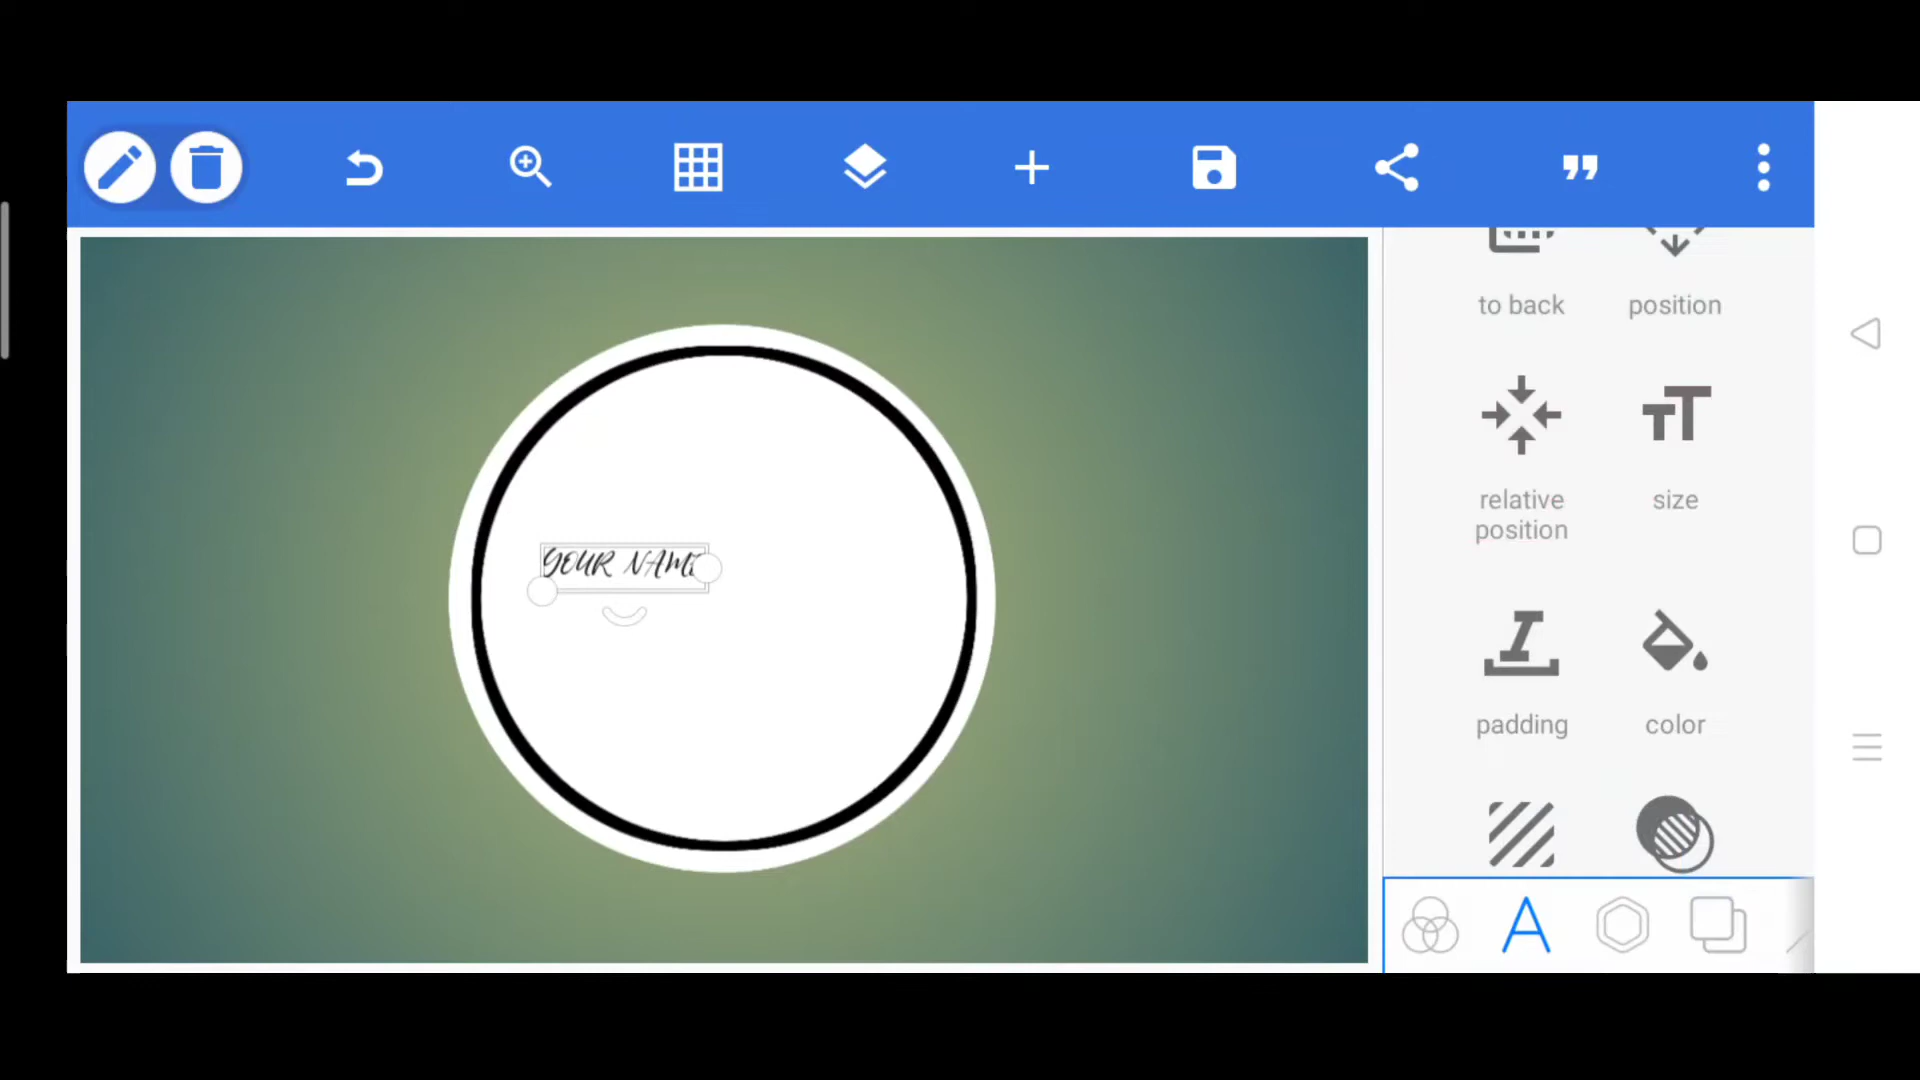 to back
position
YOUR NAME
relative
position
size
padding
color